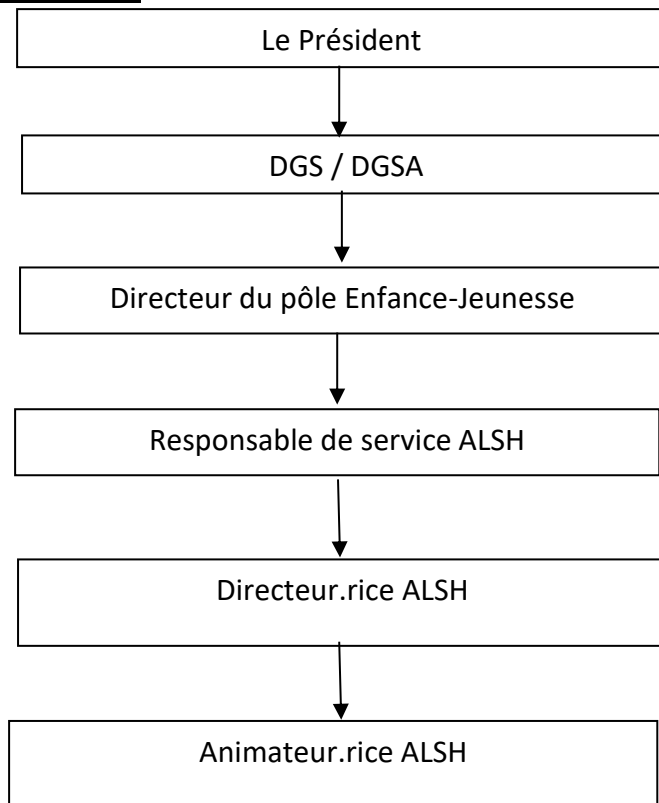 Le Président
DGS / DGSA
Directeur du pôle Enfance-Jeunesse
Responsable de service ALSH
Directeur.rice ALSH
Animateur.rice ALSH